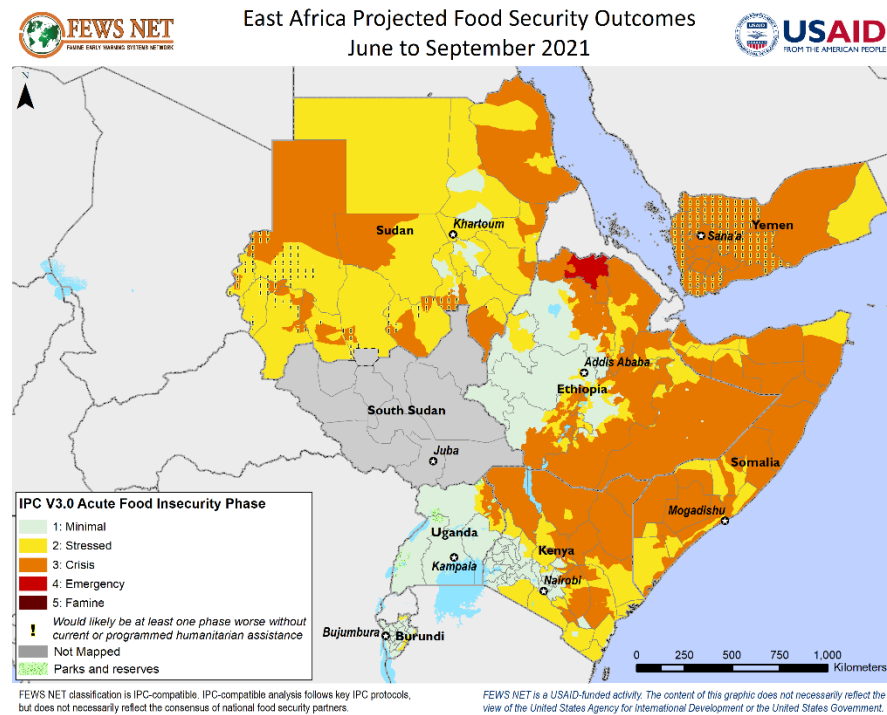 FEWS NET
FAMINE EARLY WARNING SYSTEMS NETWORK
East Africa Projected Food Security Outcomes
June to September 2021
USAID
FROM THE AMERICAN PEOPLE
N
Sudan
Khartoum
Yemen
Sana'a
Addis Ababa
Ethiopia
South Sudan
Juba
Somalia
Mogadishu
Uganda
Kampala
Kenya
Nairobi
Bujumbura
Burundi
IPC V3.0 Acute Food Insecurity Phase
1: Minimal
2: Stressed
3: Crisis
4: Emergency
5: Famine
! Would likely be at least one phase worse without
current or programmed humanitarian assistance
Not Mapped
Parks and reserves
0 250 500 750 1,000
Kilometers
FEWS NET classification is IPC-compatible. IPC-compatible analysis follows key IPC protocols,
but does not necessarily reflect the consensus of national food security partners.
FEWS NET is a USAID-funded activity. The content of this graphic does not necessarily reflect the
view of the United States Agency for International Development or the United States Government.